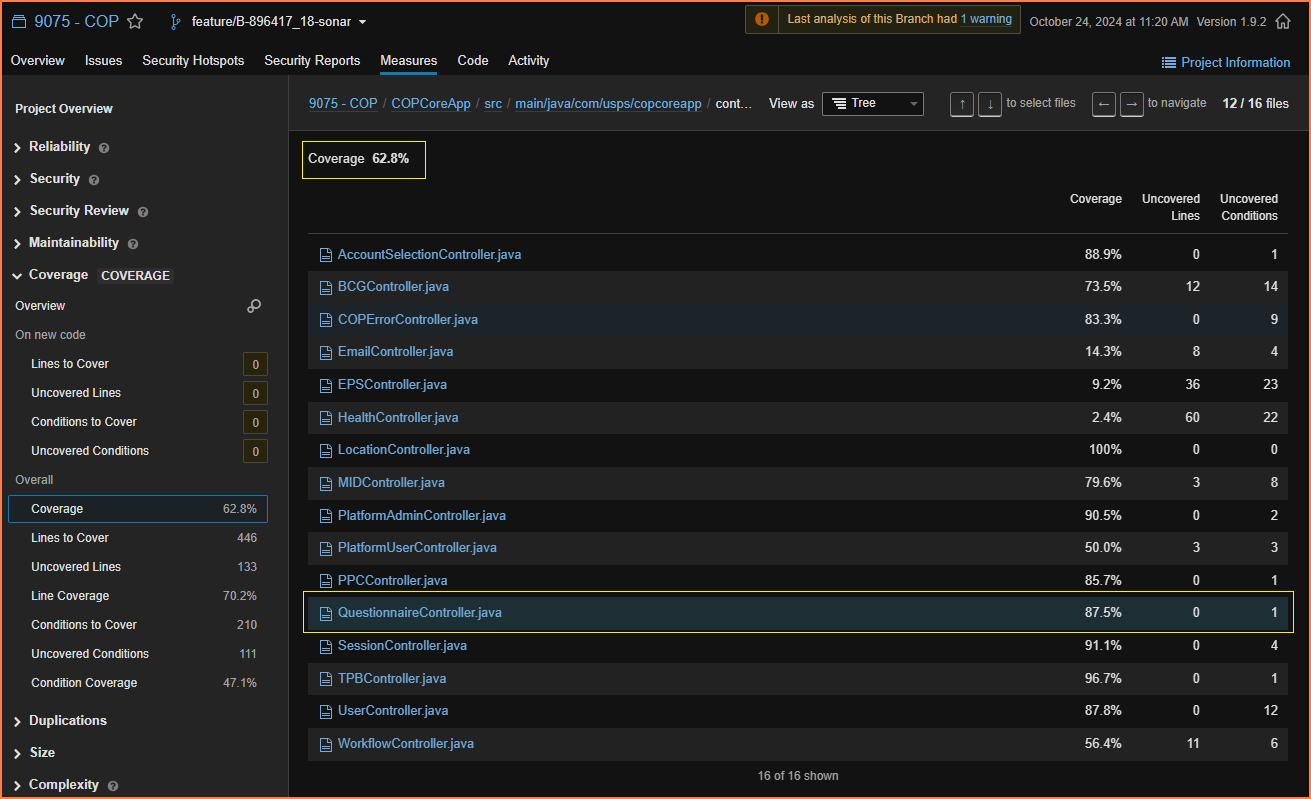 9075 - COP feature/B-896417_18-sonar Last analysis of this Branch had 1 warning October 24, 2024 at 11:20 AM Version 1.9.2
Overview Issues Security Hotspots Security Reports Measures Code Activity Project Information
Project Overview
Reliability
Security
Security Review
Maintainability
Coverage COVERAGE
Overview
On new code
Lines to Cover 0
Uncovered Lines 0
Conditions to Cover 0
Uncovered Conditions 0
Overall
Coverage 62.8%
Lines to Cover 446
Uncovered Lines 133
Line Coverage 70.2%
Conditions to Cover 210
Uncovered Conditions 111
Condition Coverage 47.1%
Duplications
Size
Complexity
9075 - COP / COPCoreApp / src / main/java/com/usps/copcoreapp / cont... View as Tree ↑ ↓ to select files ← → to navigate 12 / 16 files
Coverage 62.8%
Coverage Uncovered Lines Uncovered Conditions
AccountSelectionController.java 88.9% 0 1
BCGController.java 73.5% 12 14
COPErrorController.java 83.3% 0 9
EmailController.java 14.3% 8 4
EPSController.java 9.2% 36 23
HealthController.java 2.4% 60 22
LocationController.java 100% 0 0
MIDController.java 79.6% 3 8
PlatformAdminController.java 90.5% 0 2
PlatformUserController.java 50.0% 3 3
PPCController.java 85.7% 0 1
QuestionnaireController.java 87.5% 0 1
SessionController.java 91.1% 0 4
TPBController.java 96.7% 0 1
UserController.java 87.8% 0 12
WorkflowController.java 56.4% 11 6
16 of 16 shown